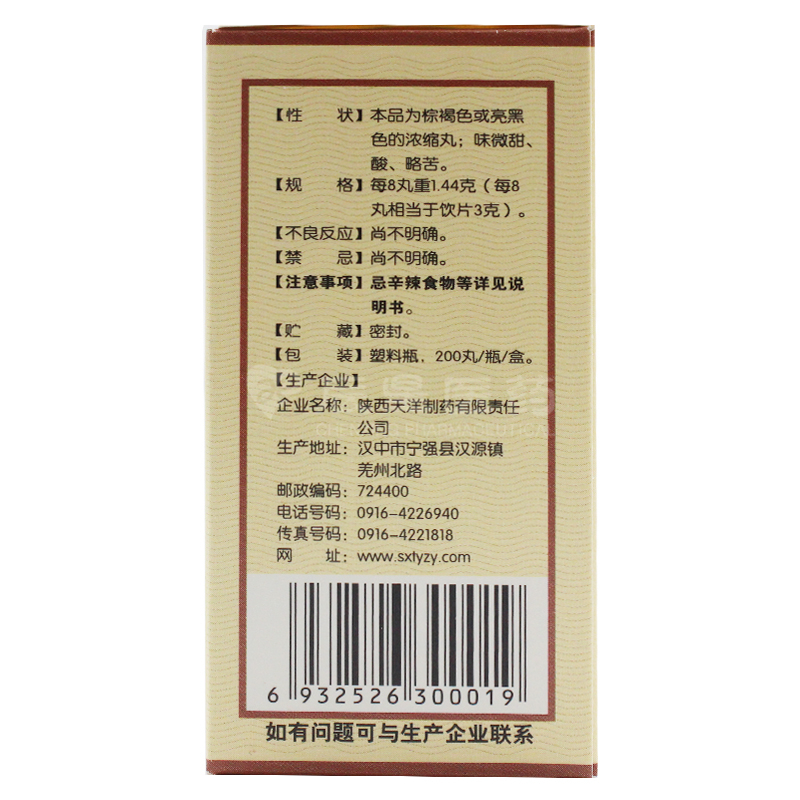 【性 状】本品为棕褐色或亮黑
色的浓缩丸；味微甜、
酸、略苦。
【规 格】每8丸重1.44克（每8
丸相当于饮片3克）。
【不良反应】尚不明确。
【禁 忌】尚不明确。
【注意事项】忌辛辣食物等详见说
明书。
【贮 藏】密封。
【包 装】塑料瓶，200丸/瓶/盒。
【生产企业】
企业名称：陕西天洋制药有限责任
公司
生产地址：汉中市宁强县汉源镇
羌州北路
邮政编码：724400
电话号码：0916-4226940
传真号码：0916-4221818
网 址：www.sxtyzy.com
6 932526 300019
如有问题可与生产企业联系